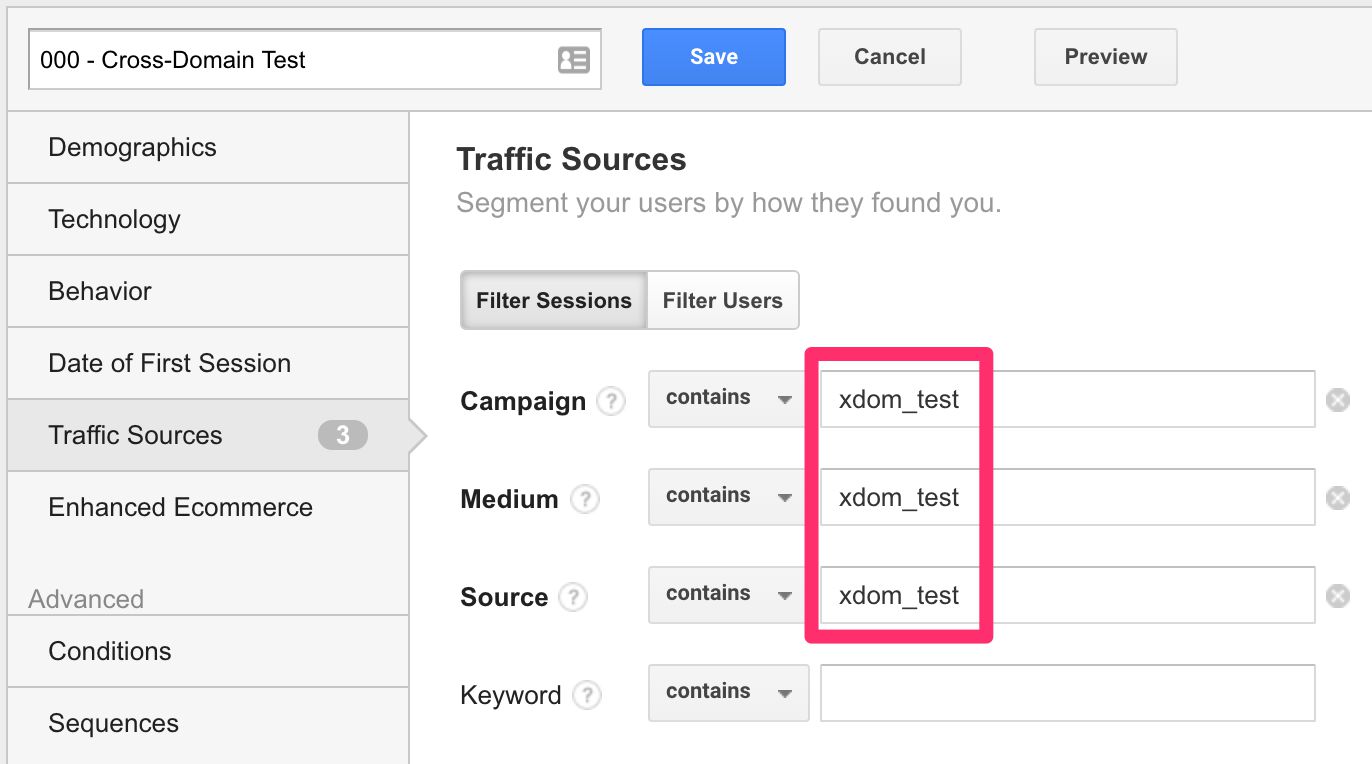 000 - Cross-Domain Test
Save
Cancel
Preview
Demographics
Technology
Behavior
Date of First Session
Traffic Sources 3
Enhanced Ecommerce
Advanced
Conditions
Sequences
Traffic Sources
Segment your users by how they found you.
Filter Sessions
Filter Users
Campaign ? contains xdom_test
Medium ? contains xdom_test
Source ? contains xdom_test
Keyword ? contains